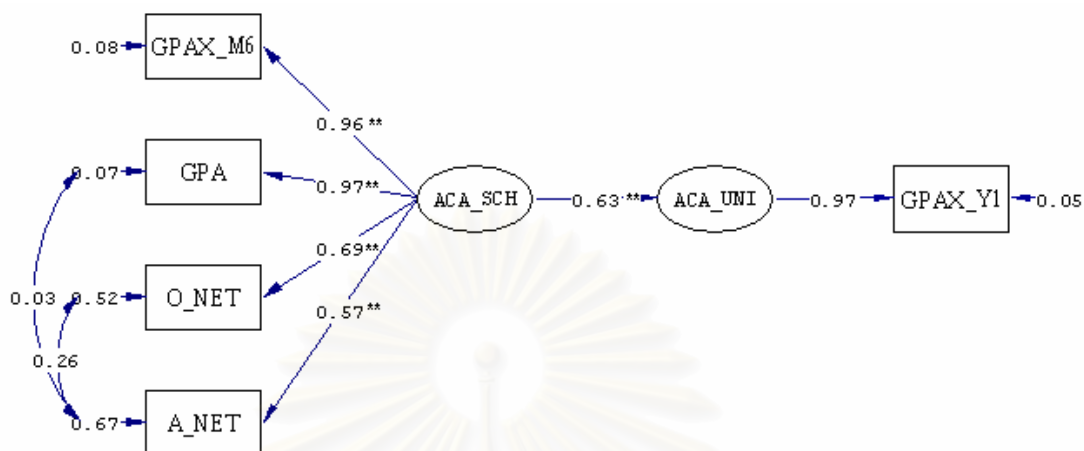 0.08 GPAX_M6
0.96**
0.07 GPA
0.97** ACA_SCH 0.63** ACA_UNI 0.97 GPAX_Y1 0.05
0.69**
0.03 0.52 O_NET
0.57**
0.26
0.67 A_NET